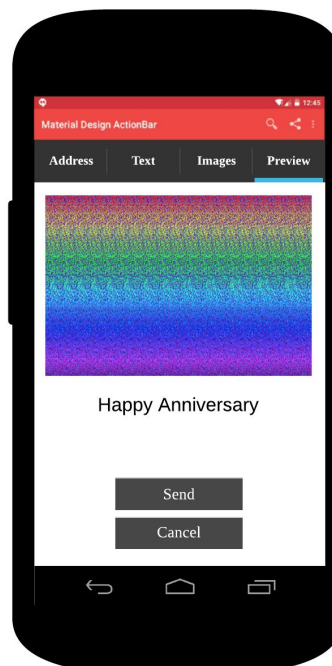 12:45
Material Design ActionBar
Address Text Images Preview
Happy Anniversary
Send
Cancel